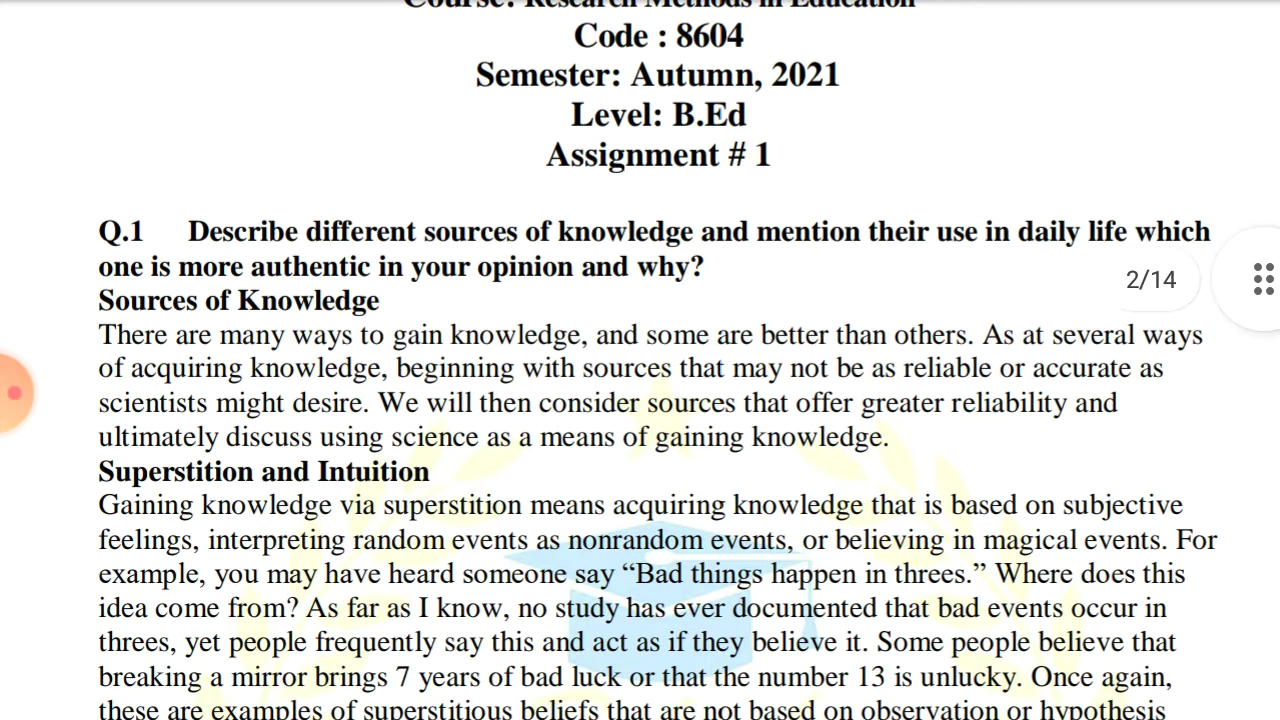 Course: Research Methods in Education
Code : 8604
Semester: Autumn, 2021
Level: B.Ed
Assignment # 1
Q.1 Describe different sources of knowledge and mention their use in daily life which
one is more authentic in your opinion and why?
Sources of Knowledge
2/14
There are many ways to gain knowledge, and some are better than others. As at several ways
of acquiring knowledge, beginning with sources that may not be as reliable or accurate as
scientists might desire. We will then consider sources that offer greater reliability and
ultimately discuss using science as a means of gaining knowledge.
Superstition and Intuition
Gaining knowledge via superstition means acquiring knowledge that is based on subjective
feelings, interpreting random events as nonrandom events, or believing in magical events. For
example, you may have heard someone say “Bad things happen in threes.” Where does this
idea come from? As far as I know, no study has ever documented that bad events occur in
threes, yet people frequently say this and act as if they believe it. Some people believe that
breaking a mirror brings 7 years of bad luck or that the number 13 is unlucky. Once again,
these are examples of superstitious beliefs that are not based on observation or hypothesis